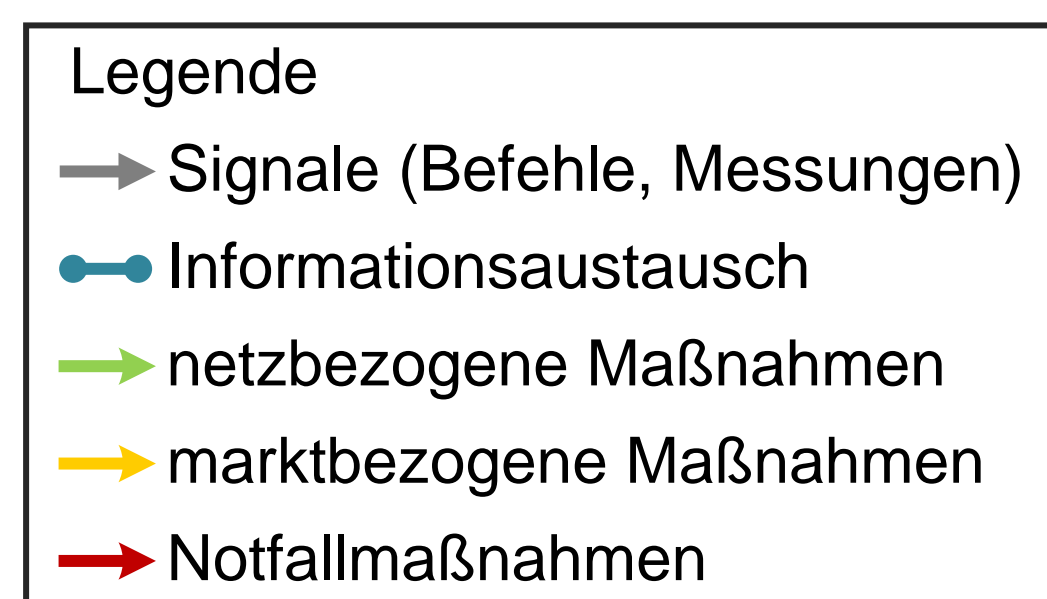 Legende
Signale (Befehle, Messungen)
Informationsaustausch
netzbezogene Maßnahmen
marktbezogene Maßnahmen
Notfallmaßnahmen